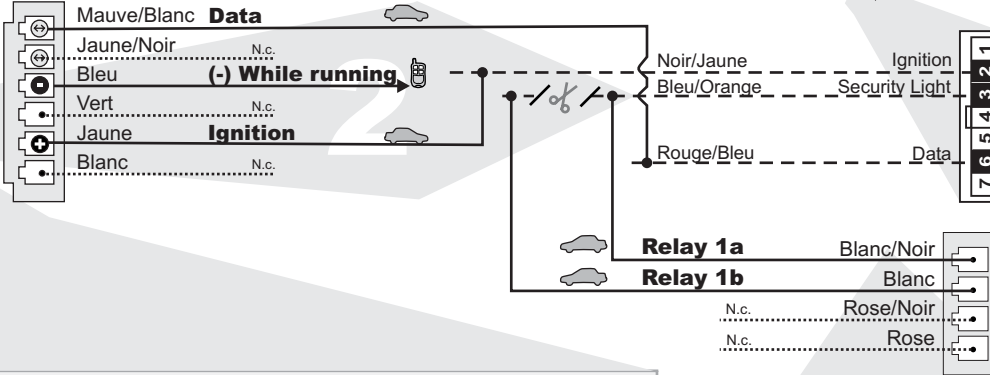 Mauve/Blanc Data
Jaune/Noir N.c.
Bleu (-) While running
Vert N.c.
Jaune Ignition
Blanc N.c.
2
Noir/Jaune Ignition
Bleu/Orange Security Light
Rouge/Bleu Data
1
2
3
4
5
6
7
Relay 1a Blanc/Noir
Relay 1b Blanc
N.c. Rose/Noir
N.c. Rose